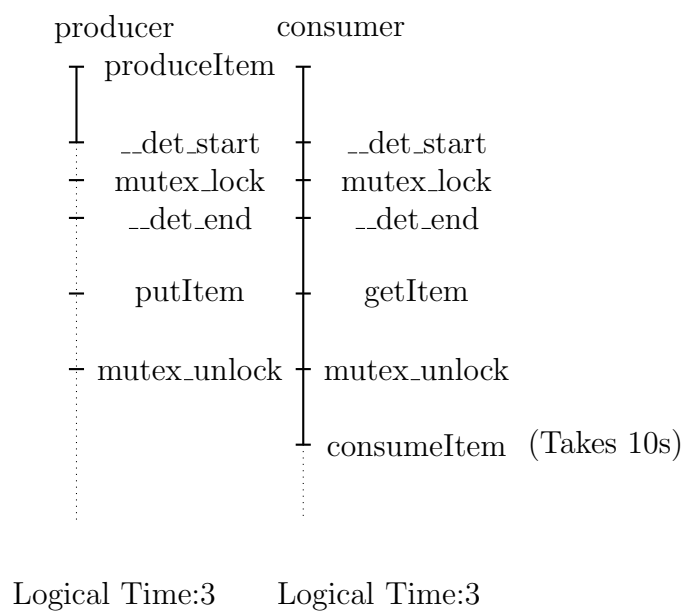 producer consumer
produceItem
__det_start __det_start
mutex_lock mutex_lock
__det_end __det_end
putItem getItem
mutex_unlock mutex_unlock
consumeItem (Takes 10s)
Logical Time:3 Logical Time:3